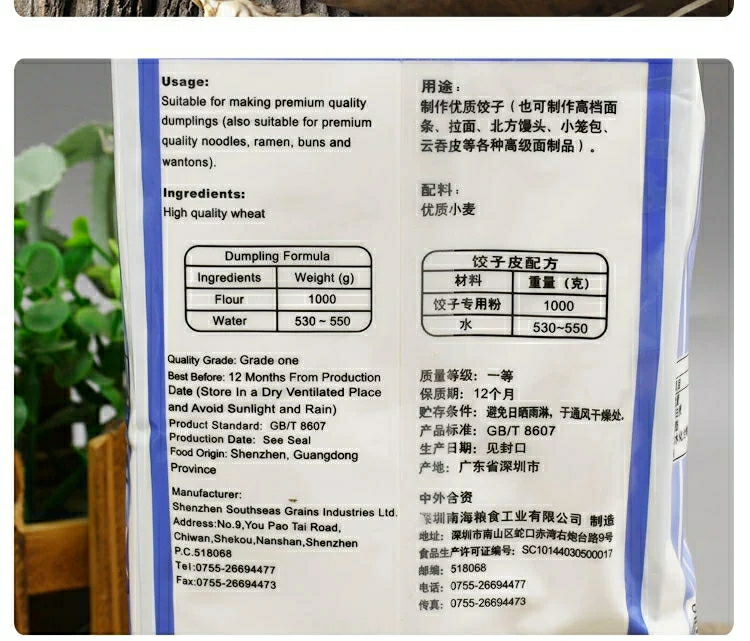 Usage:
Suitable for making premium quality
dumplings (also suitable for premium
quality noodles, ramen, buns and
wantons).
Ingredients:
High quality wheat
Dumpling Formula
Ingredients Weight (g)
Flour 1000
Water 530 ~ 550
Quality Grade: Grade one
Best Before: 12 Months From Production
Date (Store In a Dry Ventilated Place
and Avoid Sunlight and Rain)
Product Standard: GB/T 8607
Production Date: See Seal
Food Origin: Shenzhen, Guangdong
Province
Manufacturer:
Shenzhen Southseas Grains Industries Ltd.
Address:No.9,You Pao Tai Road,
Chiwan,Shekou,Nanshan,Shenzhen
P.C.518068
Tel:0755-26694477
Fax:0755-26694473
用途：
制作优质饺子（也可制作高档面
条、拉面、北方馒头、小笼包、
云吞皮等各种高级面制品）。
配料：
优质小麦
饺子皮配方
材料 重量（克）
饺子专用粉 1000
水 530~550
质量等级：一等
保质期：12个月
贮存条件：避免日晒雨淋，于通风干燥处.
产品标准：GB/T 8607
生产日期：见封口
产地：广东省深圳市
中外合资
深圳南海粮食工业有限公司 制造
地址：深圳市南山区蛇口赤湾右炮台路9号
食品生产许可证编号：SC10144030500017
邮编：518068
电话：0755-26694477
传真：0755-26694473